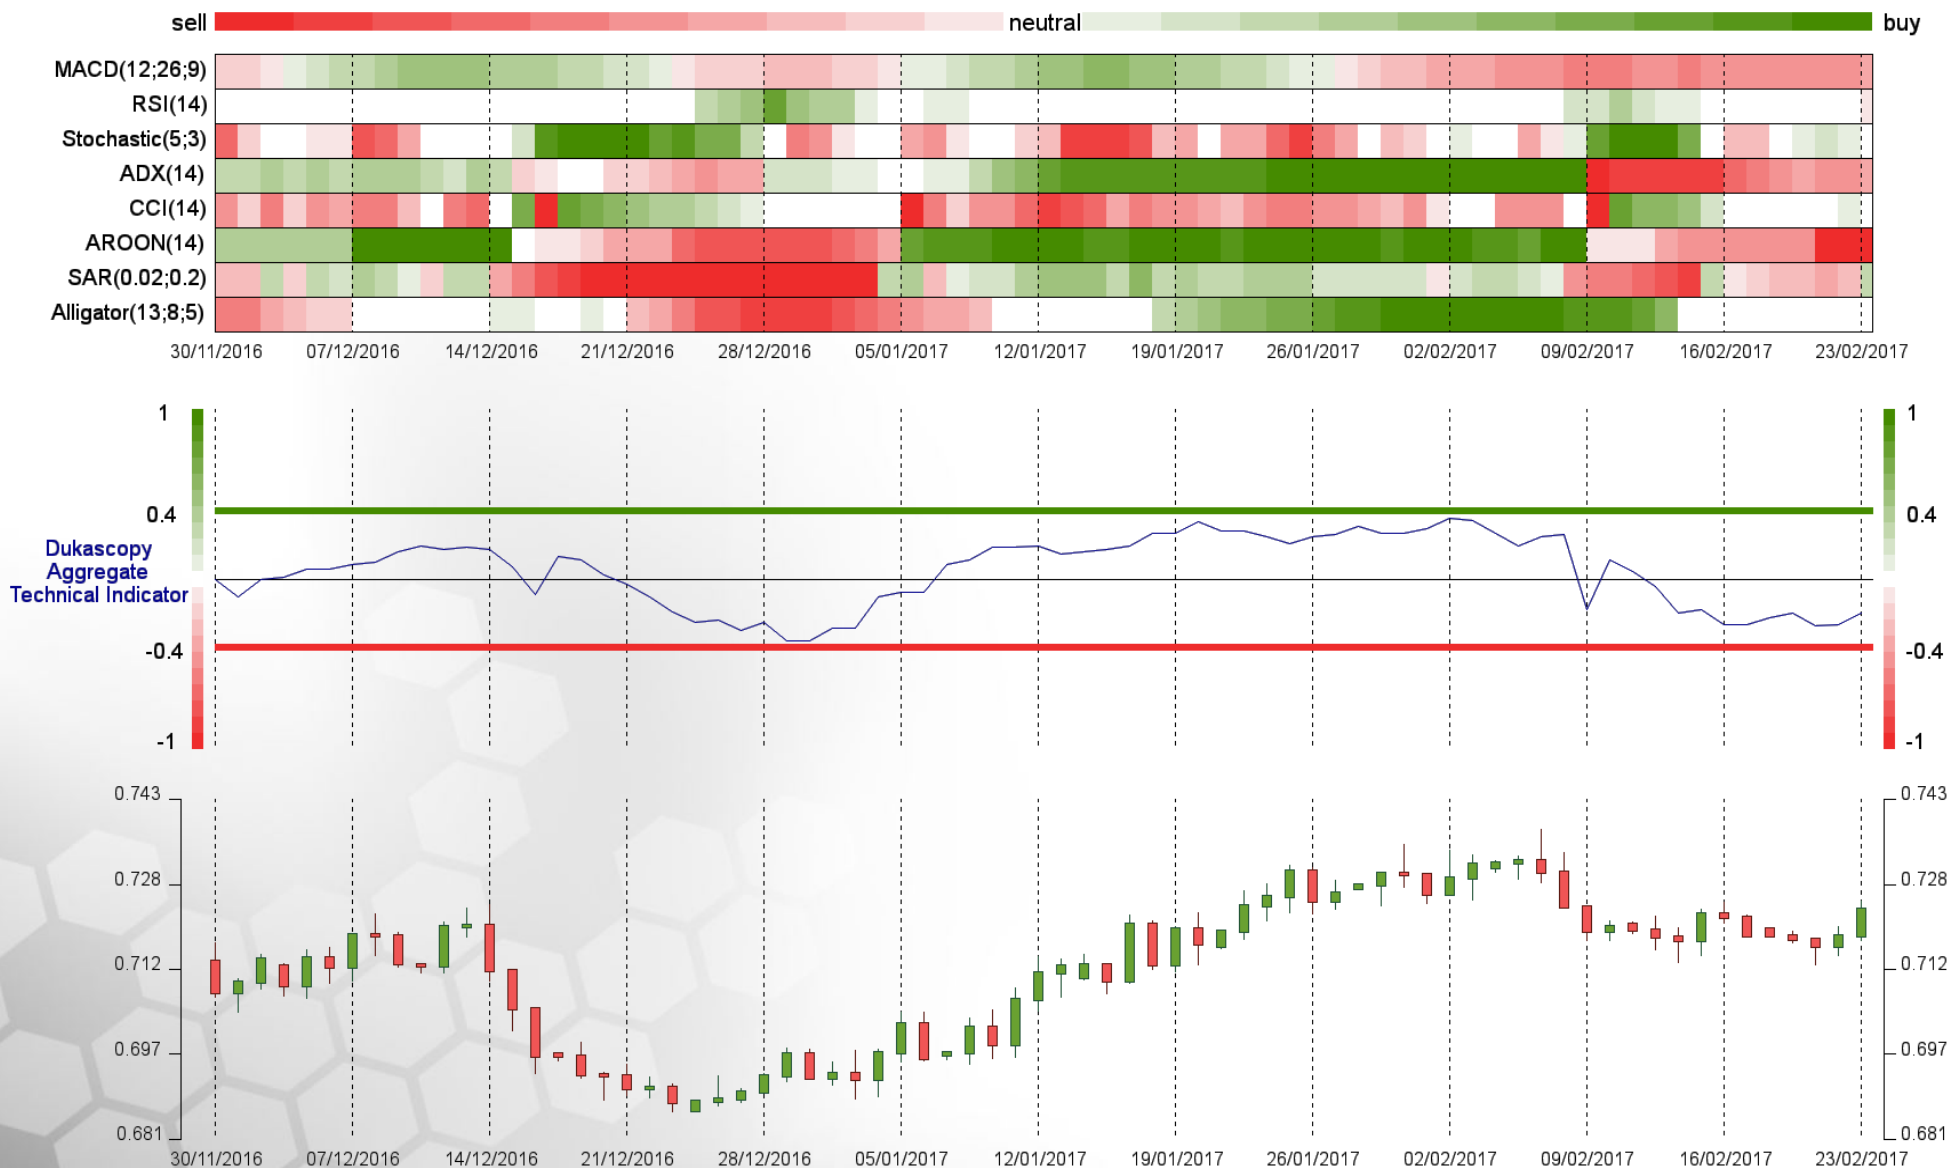 sell neutral buy
MACD(12;26;9)
RSI(14)
Stochastic(5;3)
ADX(14)
CCI(14)
AROON(14)
SAR(0.02;0.2)
Alligator(13;8;5)
30/11/2016 07/12/2016 14/12/2016 21/12/2016 28/12/2016 05/01/2017 12/01/2017 19/01/2017 26/01/2017 02/02/2017 09/02/2017 16/02/2017 23/02/2017
1 1
0.4 0.4
Dukascopy
Aggregate
Technical Indicator
-0.4 -0.4
-1 -1
0.743 0.743
0.728 0.728
0.712 0.712
0.697 0.697
0.681 0.681
30/11/2016 07/12/2016 14/12/2016 21/12/2016 28/12/2016 05/01/2017 12/01/2017 19/01/2017 26/01/2017 02/02/2017 09/02/2017 16/02/2017 23/02/2017